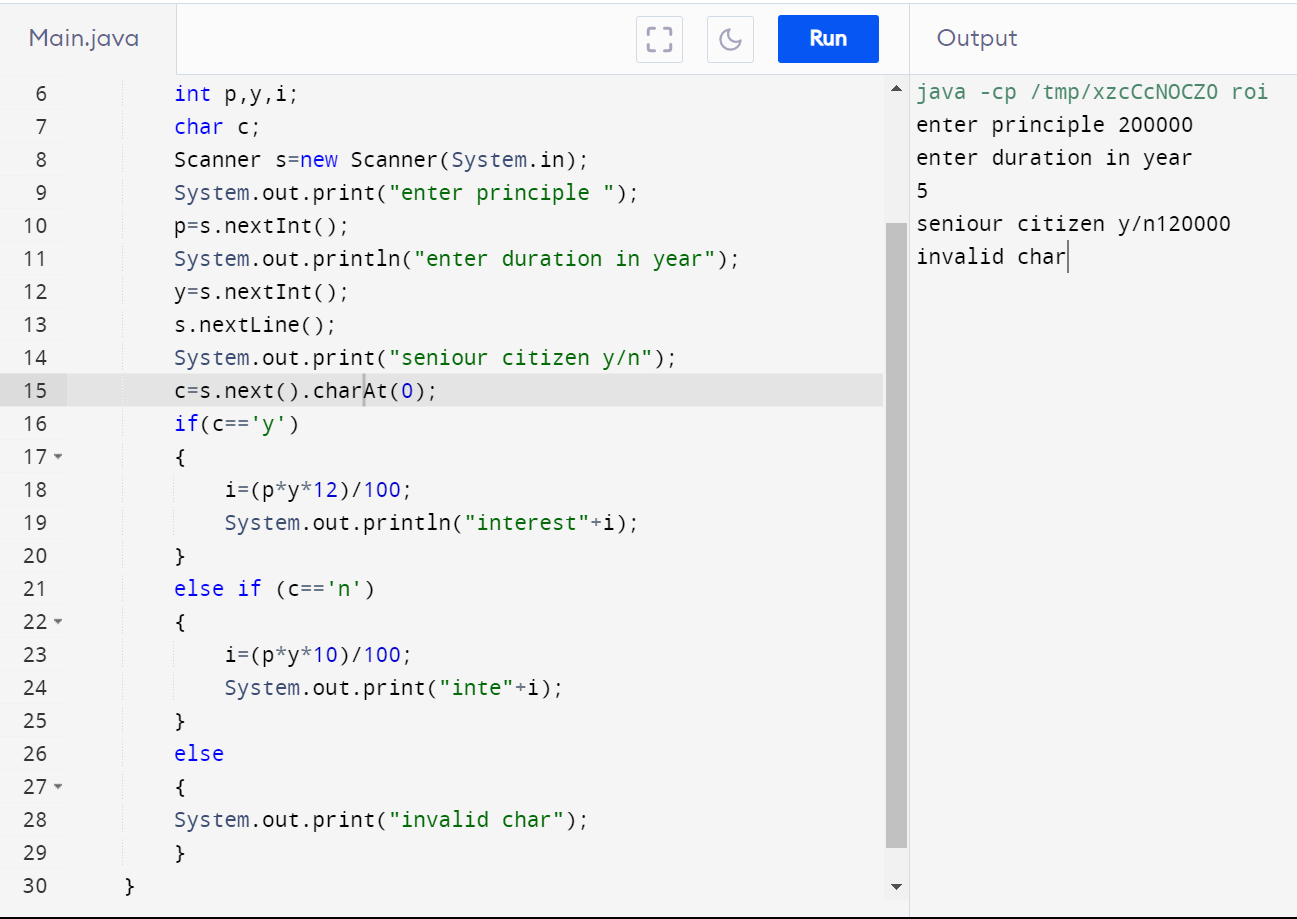 Main.java
Run
Output
6 int p,y,i;
7 char c;
8 Scanner s=new Scanner(System.in);
9 System.out.print("enter principle ");
10 p=s.nextInt();
11 System.out.println("enter duration in year");
12 y=s.nextInt();
13 s.nextLine();
14 System.out.print("seniour citizen y/n");
15 c=s.next().charAt(0);
16 if(c=='y')
17 {
18 i=(p*y*12)/100;
19 System.out.println("interest"+i);
20 }
21 else if (c=='n')
22 {
23 i=(p*y*10)/100;
24 System.out.print("inte"+i);
25 }
26 else
27 {
28 System.out.print("invalid char");
29 }
30 }
java -cp /tmp/xzcCcNOCZO roi
enter principle 200000
enter duration in year
5
seniour citizen y/n120000
invalid char